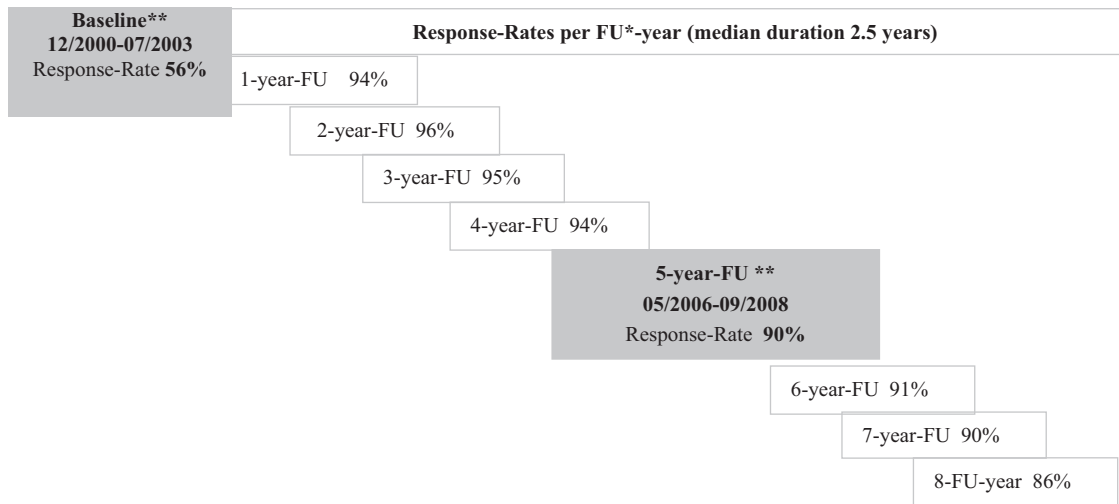 Baseline**
12/2000-07/2003
Response-Rate 56%
Response-Rates per FU*-year (median duration 2.5 years)
1-year-FU 94%
2-year-FU 96%
3-year-FU 95%
4-year-FU 94%
5-year-FU **
05/2006-09/2008
Response-Rate 90%
6-year-FU 91%
7-year-FU 90%
8-FU-year 86%